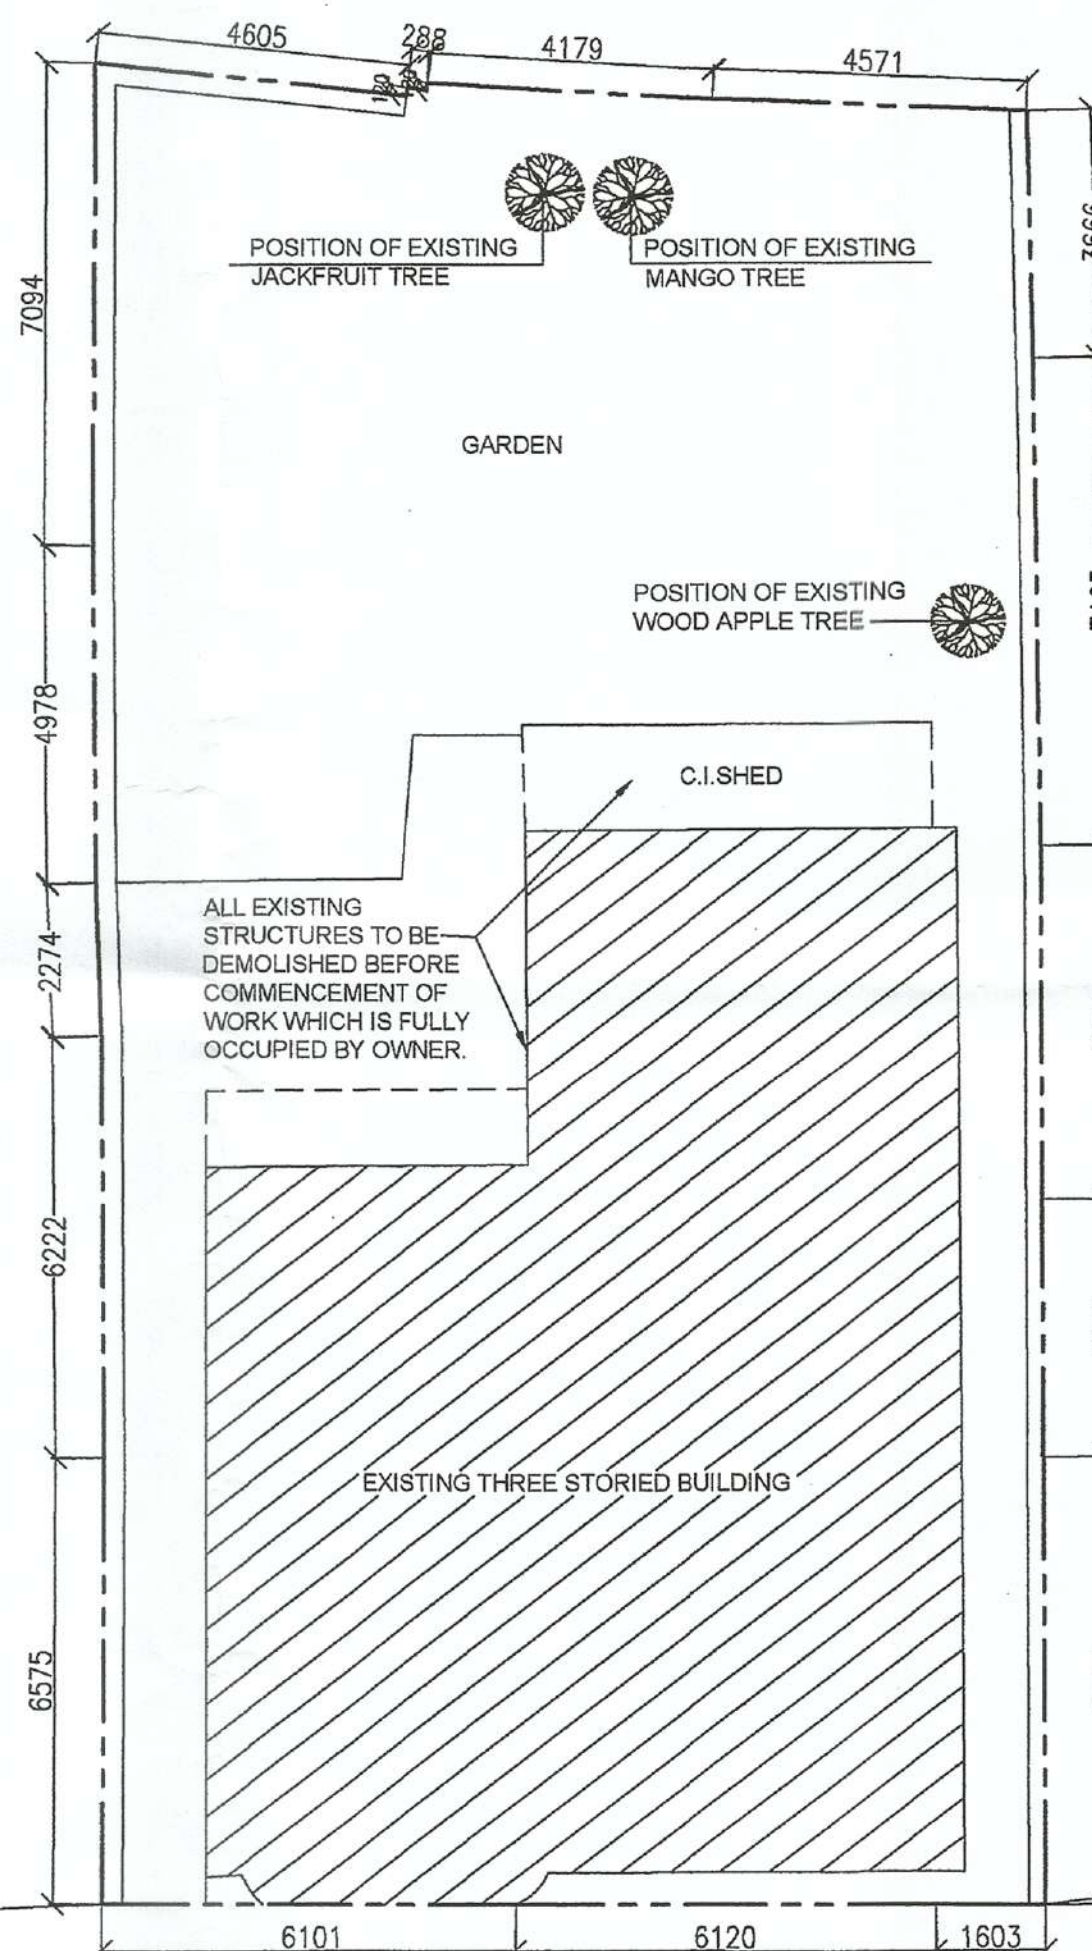 4605
288
4179
4571
POSITION OF EXISTING
JACKFRUIT TREE
POSITION OF EXISTING
MANGO TREE
7094
GARDEN
POSITION OF EXISTING
WOOD APPLE TREE
4978
C.I.SHED
ALL EXISTING
STRUCTURES TO BE
DEMOLISHED BEFORE
COMMENCEMENT OF
WORK WHICH IS FULLY
OCCUPIED BY OWNER.
2274
6222
EXISTING THREE STORIED BUILDING
6575
6101
6120
1603